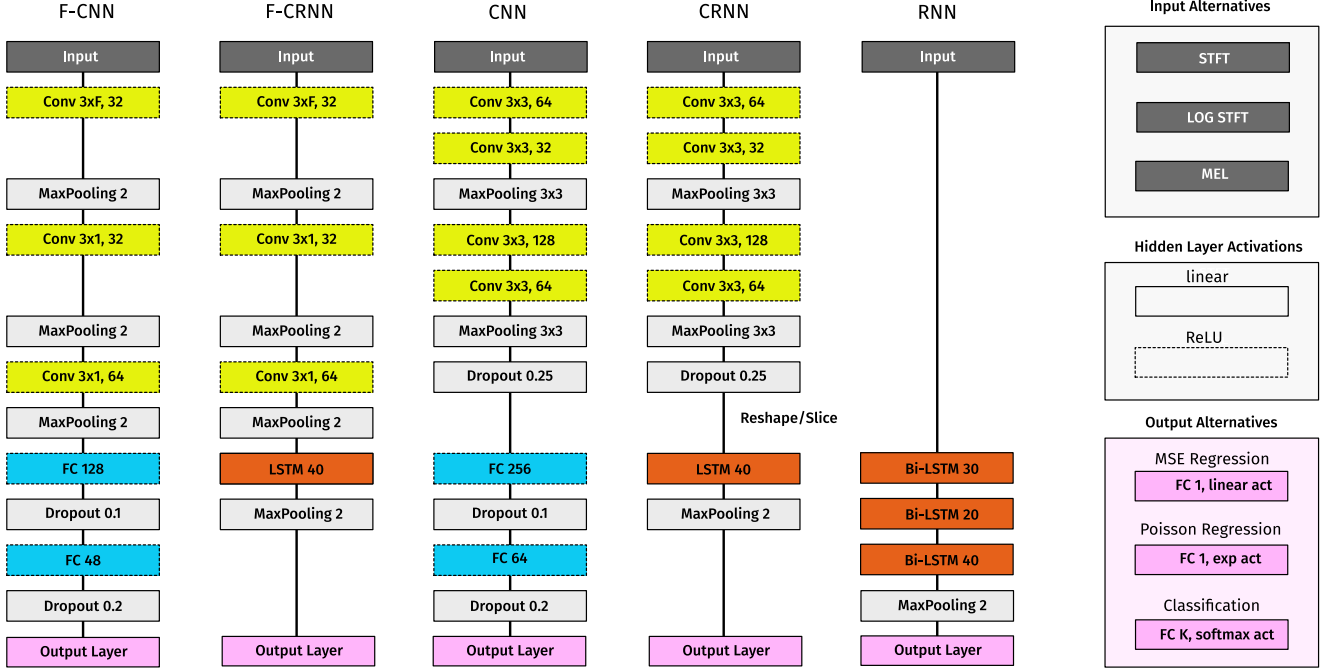 F-CNN
Input
Conv 3xF, 32
MaxPooling 2
Conv 3x1, 32
MaxPooling 2
Conv 3x1, 64
MaxPooling 2
FC 128
Dropout 0.1
FC 48
Dropout 0.2
Output Layer
F-CRNN
Input
Conv 3xF, 32
MaxPooling 2
Conv 3x1, 32
MaxPooling 2
Conv 3x1, 64
MaxPooling 2
LSTM 40
MaxPooling 2
Output Layer
CNN
Input
Conv 3x3, 64
Conv 3x3, 32
MaxPooling 3x3
Conv 3x3, 128
Conv 3x3, 64
MaxPooling 3x3
Dropout 0.25
FC 256
Dropout 0.1
FC 64
Dropout 0.2
Output Layer
CRNN
Input
Conv 3x3, 64
Conv 3x3, 32
MaxPooling 3x3
Conv 3x3, 128
Conv 3x3, 64
MaxPooling 3x3
Dropout 0.25
Reshape/Slice
LSTM 40
MaxPooling 2
Output Layer
RNN
Input
Bi-LSTM 30
Bi-LSTM 20
Bi-LSTM 40
MaxPooling 2
Output Layer
Input Alternatives
STFT
LOG STFT
MEL
Hidden Layer Activations
linear
ReLU
Output Alternatives
MSE Regression
FC 1, linear act
Poisson Regression
FC 1, exp act
Classification
FC K, softmax act